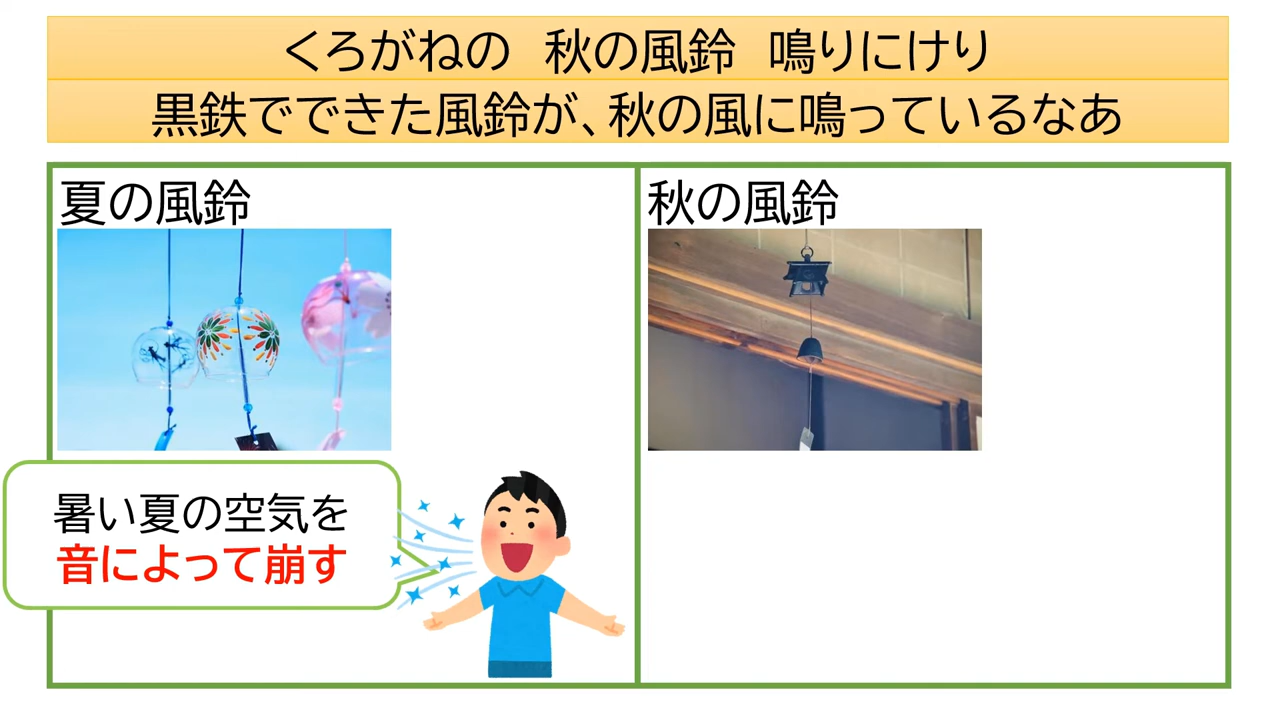 くろがねの　秋の風鈴　鳴りにけり
黒鉄でできた風鈴が、秋の風に鳴っているなあ
夏の風鈴
秋の風鈴
暑い夏の空気を
音によって崩す